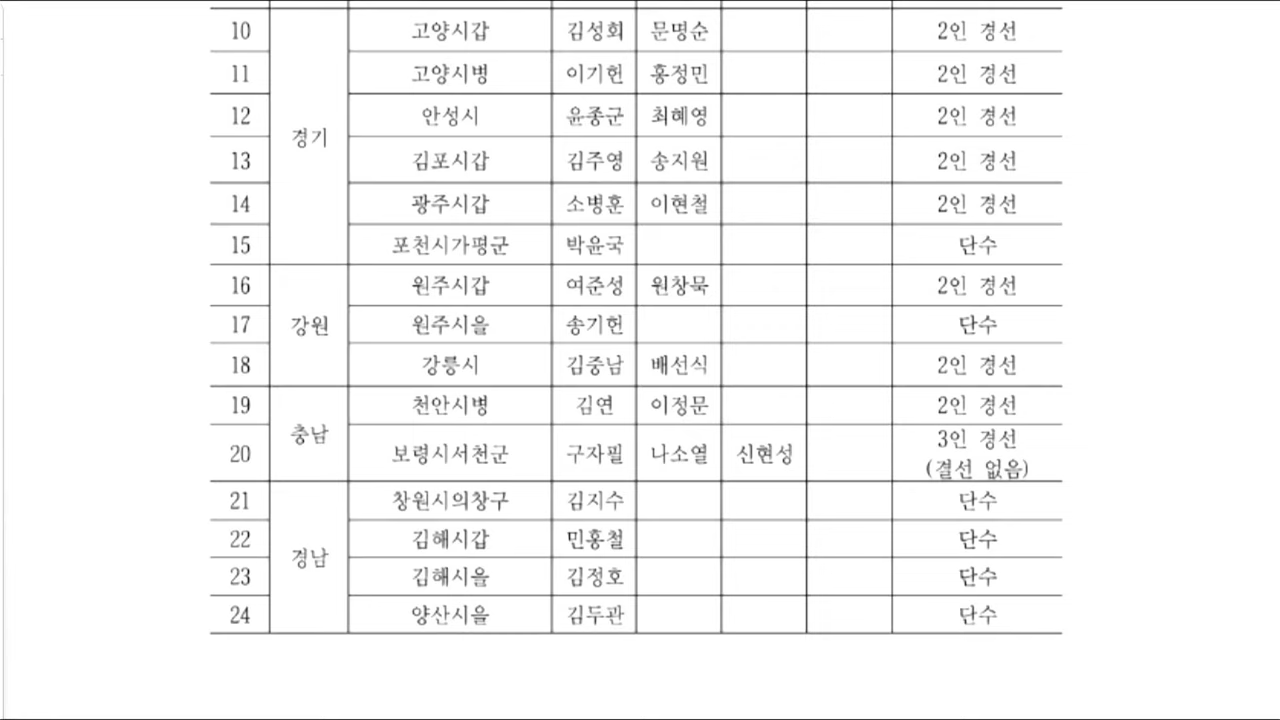 10 고양시갑 김성회 문명순 2인 경선
11 고양시병 이기헌 홍정민 2인 경선
12 안성시 윤종군 최혜영 2인 경선
경기
13 김포시갑 김주영 송지원 2인 경선
14 광주시갑 소병훈 이현철 2인 경선
15 포천시가평군 박윤국 단수
16 원주시갑 여준성 원창묵 2인 경선
17 강원 원주시을 송기헌 단수
18 강릉시 김중남 배선식 2인 경선
19 천안시병 김연 이정문 2인 경선
충남
20 보령시서천군 구자필 나소열 신현성 3인 경선
(결선 없음)
21 창원시의창구 김지수 단수
22 김해시갑 민홍철 단수
경남
23 김해시을 김정호 단수
24 양산시을 김두관 단수